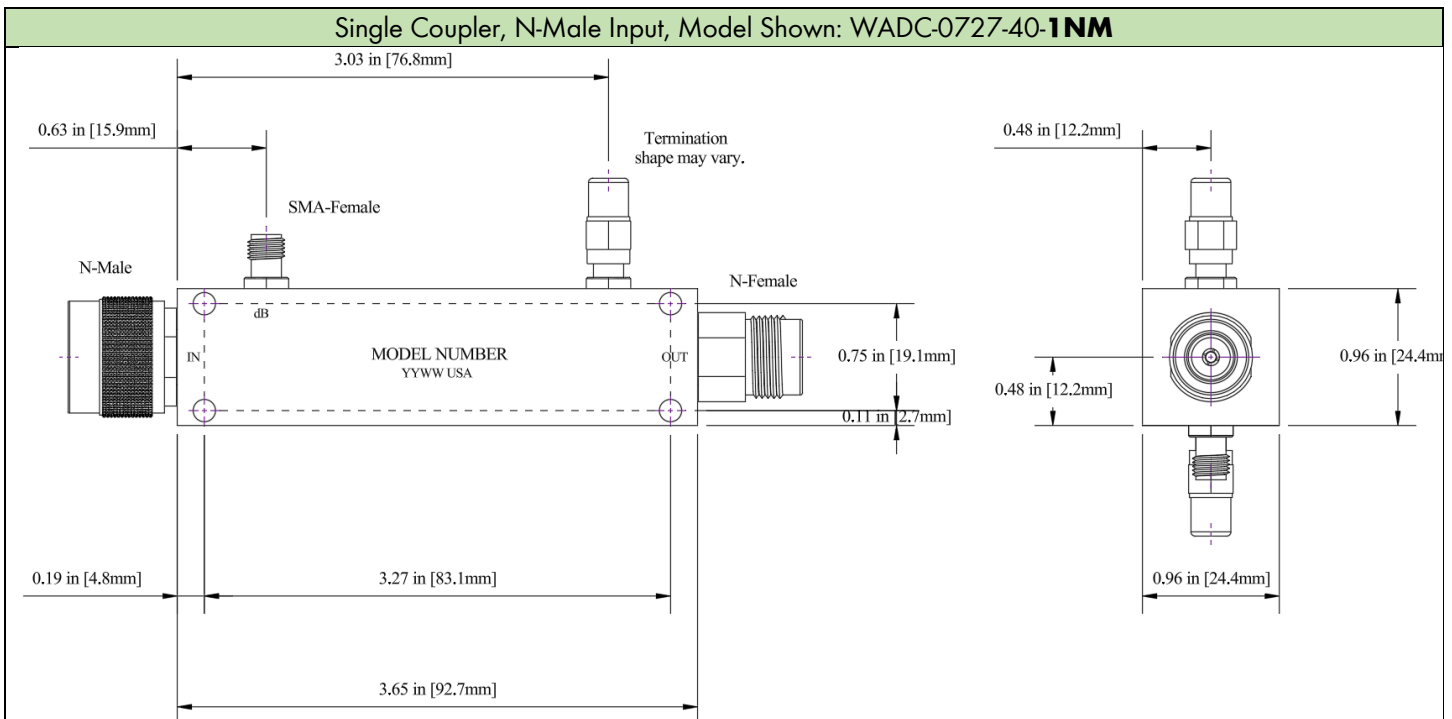 Single Coupler, N-Male Input, Model Shown: WADC-0727-40-1NM
3.03 in [76.8mm]
0.63 in [15.9mm]
Termination
shape may vary.
0.48 in [12.2mm]
SMA-Female
N-Male
N-Female
dB
IN
MODEL NUMBER
YYWW USA
OUT
0.75 in [19.1mm]
0.11 in [2.7mm]
0.96 in [24.4m
0.48 in [12.2mm]
0.19 in [4.8mm]
3.27 in [83.1mm]
0.96 in [24.4mm]
3.65 in [92.7mm]